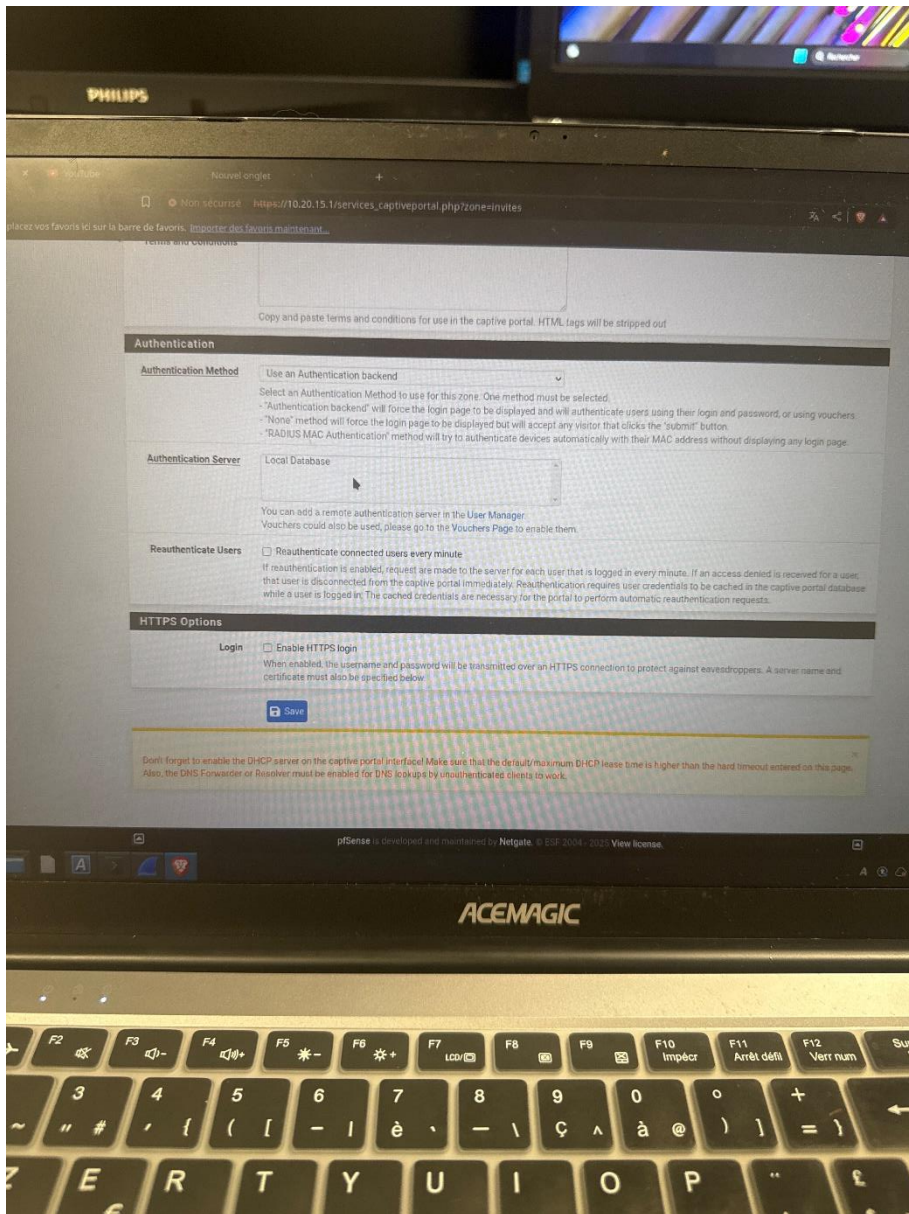 PHILIPS
Rechercher
YouTube
Nouvel onglet
+
Non sécurisé https://10.20.15.1/services_captiveportal.php?zone=invites
placez vos favoris ici sur la barre de favoris. Importer des favoris maintenant...
Terms and Conditions
Copy and paste terms and conditions for use in the captive portal. HTML tags will be stripped out
Authentication
Authentication Method
Use an Authentication backend
Select an Authentication Method to use for this zone. One method must be selected.
- "Authentication backend" will force the login page to be displayed and will authenticate users using their login and password, or using vouchers.
- "None" method will force the login page to be displayed but will accept any visitor that clicks the "submit" button.
- "RADIUS MAC Authentication" method will try to authenticate devices automatically with their MAC address without displaying any login page.
Authentication Server
Local Database
You can add a remote authentication server in the User Manager.
Vouchers could also be used, please go to the Vouchers Page to enable them.
Reauthenticate Users
Reauthenticate connected users every minute
If reauthentication is enabled, request are made to the server for each user that is logged in every minute. If an access denied is received for a user,
that user is disconnected from the captive portal immediately. Reauthentication requires user credentials to be cached in the captive portal database
while a user is logged in; The cached credentials are necessary for the portal to perform automatic reauthentication requests.
HTTPS Options
Login
Enable HTTPS login
When enabled, the username and password will be transmitted over an HTTPS connection to protect against eavesdroppers. A server name and
certificate must also be specified below.
Save
Don't forget to enable the DHCP server on the captive portal interface! Make sure that the default/maximum DHCP lease time is higher than the hard timeout entered on this page.
Also, the DNS Forwarder or Resolver must be enabled for DNS lookups by unauthenticated clients to work.
pfSense is developed and maintained by Netgate. © ESF 2004 - 2025 View license.
A
A
ACEMAGIC
F2 F3 F4 F5 F6 F7 LCD/ F8 F9 F10 Impécr F11 Arrêt défil F12 Verr num Su
3 4 5 6 7 8 9 0 ° +
~ " # ' { ( [ - | è ` _ \ ç ^ à @ ) ] = }
Z E R T Y U I O P ¨ £
€